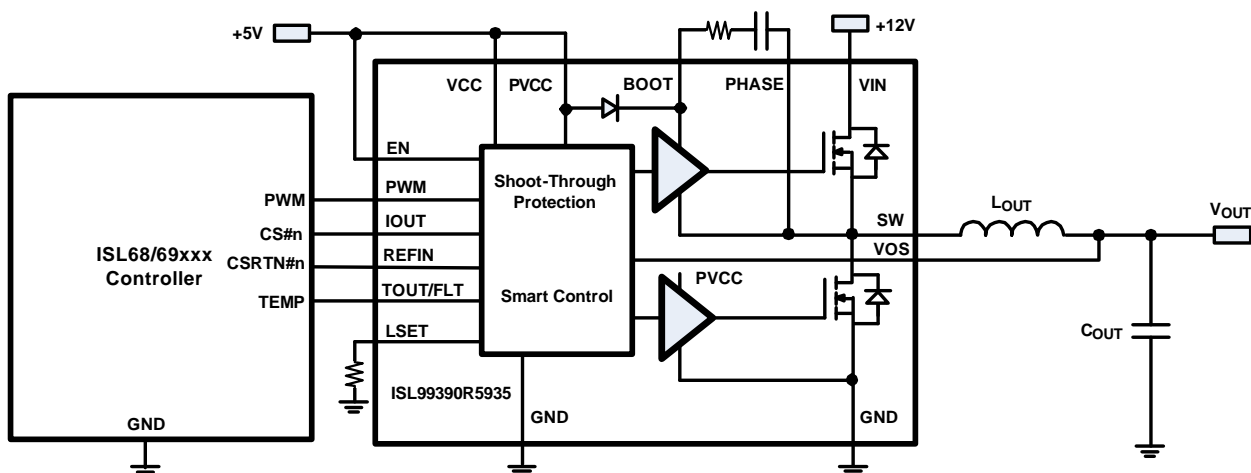 +5V
+12V
VCC
PVCC
BOOT
PHASE
VIN
EN
PWM
PWM
CS#n
IOUT
CSRTN#n
REFIN
TEMP
TOUT/FLT
LSET
ISL68/69xxx
Controller
GND
Shoot-Through
Protection
Smart Control
ISL99390R5935
GND
PVCC
SW
VOS
GND
LOUT
VOUT
COUT